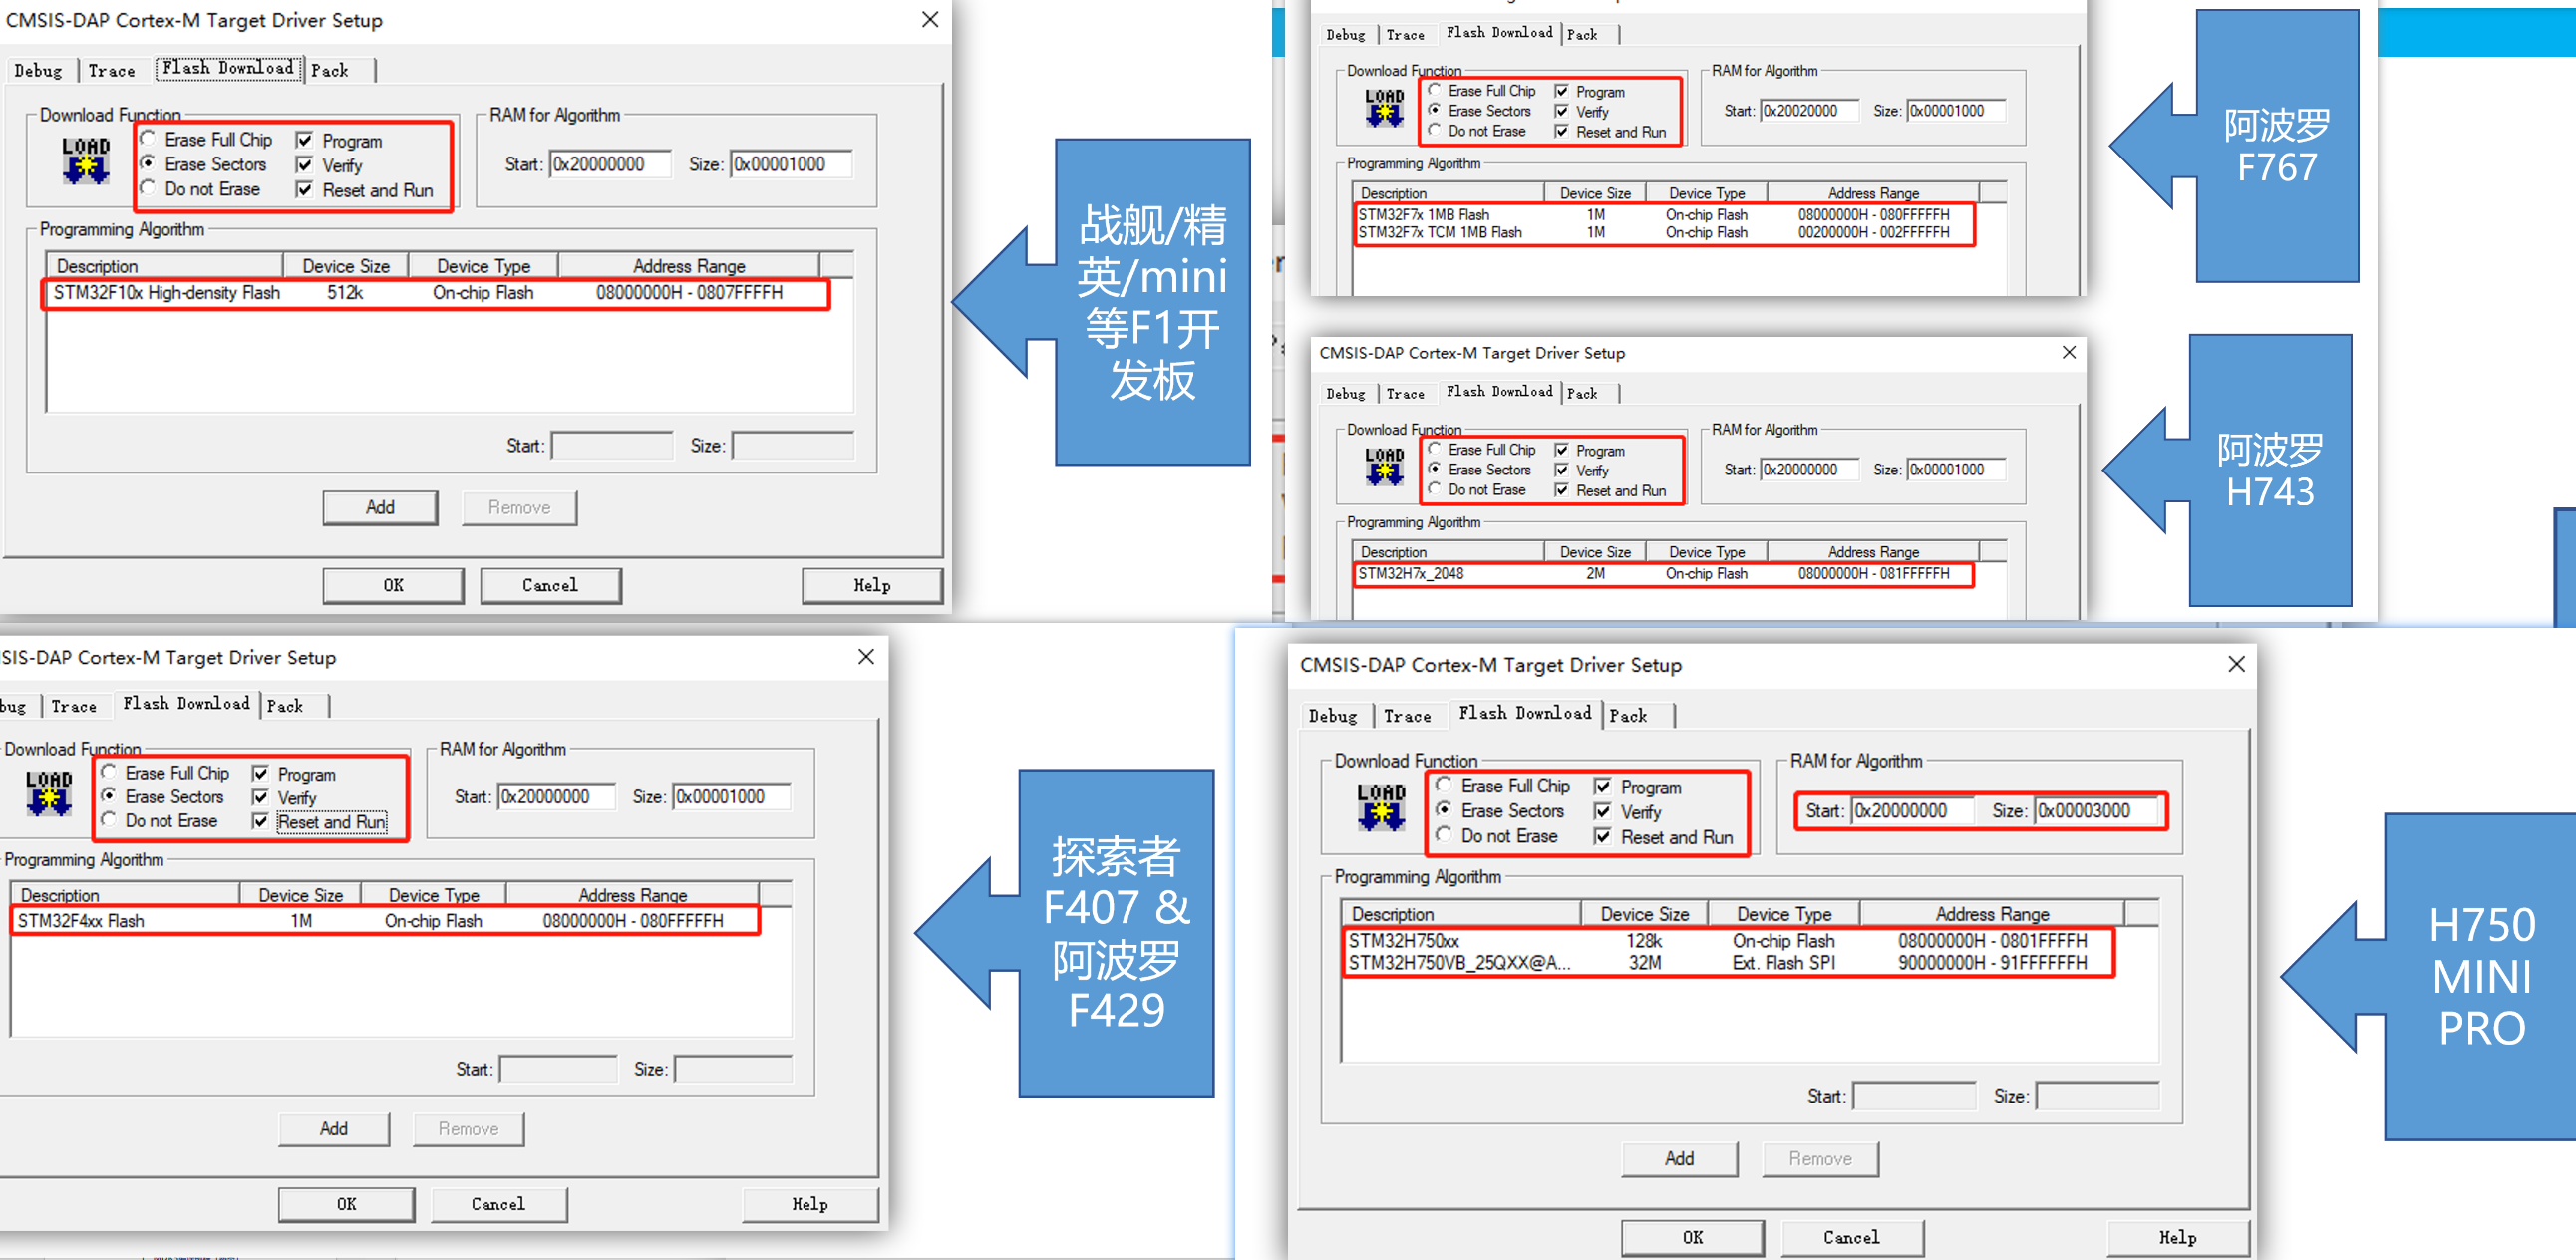 CMSIS-DAP Cortex-M Target Driver Setup
Debug Trace Flash Download Pack
Download Function
LOAD
Erase Full Chip Program
Erase Sectors Verify
Do not Erase Reset and Run
RAM for Algorithm
Start: 0x20000000 Size: 0x00001000
Programming Algorithm
Description Device Size Device Type Address Range
STM32F10x High-density Flash 512k On-chip Flash 08000000H - 0807FFFFH
Start: Size:
Add Remove
OK Cancel Help
战舰/精
英/mini
等F1开
发板
Debug Trace Flash Download Pack
Download Function
LOAD
Erase Full Chip Program
Erase Sectors Verify
Do not Erase Reset and Run
RAM for Algorithm
Start: 0x20020000 Size: 0x00001000
Programming Algorithm
Description Device Size Device Type Address Range
STM32F7x 1MB Flash 1M On-chip Flash 08000000H - 080FFFFFH
STM32F7x TCM 1MB Flash 1M On-chip Flash 00200000H - 002FFFFFH
阿波罗
F767
CMSIS-DAP Cortex-M Target Driver Setup
Debug Trace Flash Download Pack
Download Function
LOAD
Erase Full Chip Program
Erase Sectors Verify
Do not Erase Reset and Run
RAM for Algorithm
Start: 0x20000000 Size: 0x00001000
Programming Algorithm
Description Device Size Device Type Address Range
STM32H7x_2048 2M On-chip Flash 08000000H - 081FFFFFH
阿波罗
H743
SIS-DAP Cortex-M Target Driver Setup
bug Trace Flash Download Pack
Download Function
LOAD
Erase Full Chip Program
Erase Sectors Verify
Do not Erase Reset and Run
RAM for Algorithm
Start: 0x20000000 Size: 0x00001000
Programming Algorithm
Description Device Size Device Type Address Range
STM32F4xx Flash 1M On-chip Flash 08000000H - 080FFFFFH
Start: Size:
Add Remove
OK Cancel Help
探索者
F407 &
阿波罗
F429
CMSIS-DAP Cortex-M Target Driver Setup
Debug Trace Flash Download Pack
Download Function
LOAD
Erase Full Chip Program
Erase Sectors Verify
Do not Erase Reset and Run
RAM for Algorithm
Start: 0x20000000 Size: 0x00003000
Programming Algorithm
Description Device Size Device Type Address Range
STM32H750xx 128k On-chip Flash 08000000H - 0801FFFFH
STM32H750VB_25QXX@A... 32M Ext. Flash SPI 90000000H - 91FFFFFFH
Start: Size:
Add Remove
OK Cancel Help
H750
MINI
PRO